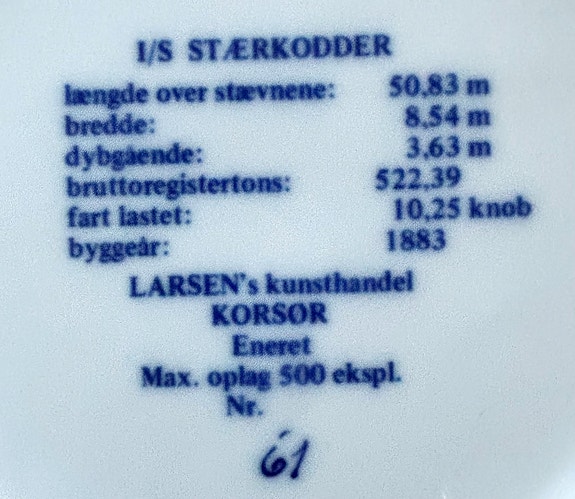 I/S STÆRKODDER
længde over stævnene: 50,83 m
bredde: 8,54 m
dybgående: 3,63 m
bruttoregistertons: 522,39
fart lastet: 10,25 knob
byggeår: 1883
LARSEN's kunsthandel
KORSØR
Eneret
Max. oplag 500 ekspl.
Nr.
61